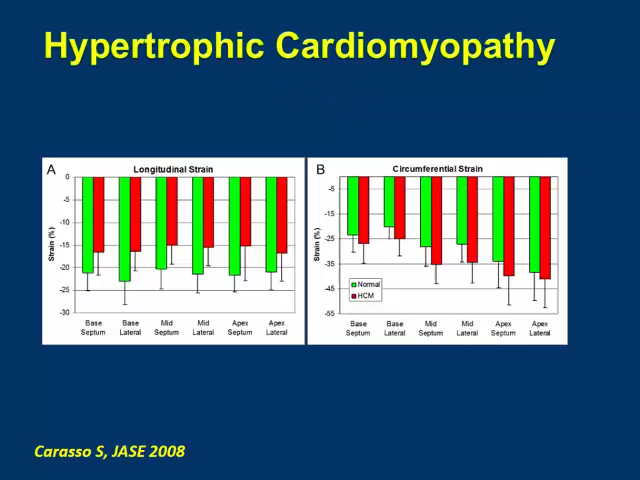 Hypertrophic Cardiomyopathy
A
Longitudinal Strain
0
-5
-10
-15
-20
-25
-30
Strain (%)
Base Septum
Base Lateral
Mid Septum
Mid Lateral
Apex Septum
Apex Lateral
B
Circumferential Strain
-5
-15
-25
-35
-45
-55
Strain (%)
Normal
HCM
Base Septum
Base Lateral
Mid Septum
Mid Lateral
Apex Septum
Apex Lateral
Carasso S, JASE 2008